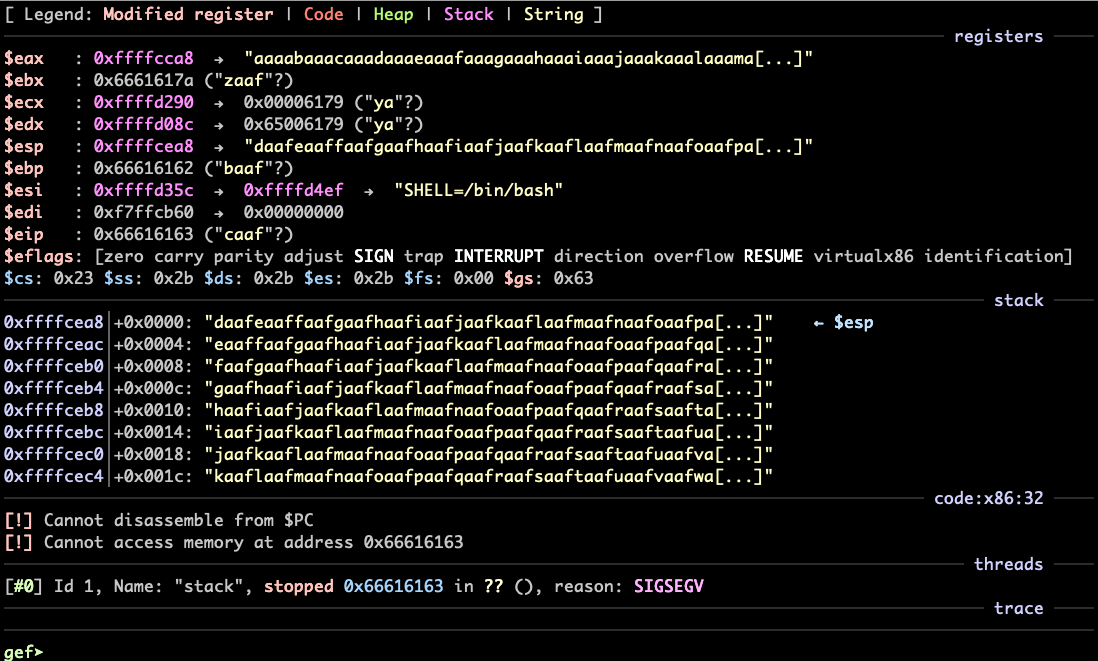 [ Legend: Modified register | Code | Heap | Stack | String ]
registers
$eax   : 0xffffcca8  →  "aaaabaaacaaadaaaeaaafaaagaaahaaaiaaajaaakaaalaaama[...]"
$ebx   : 0x6661617a ("zaaf"?)
$ecx   : 0xffffd290  →  0x00006179 ("ya"?)
$edx   : 0xffffd08c  →  0x65006179 ("ya"?)
$esp   : 0xffffcea8  →  "daafeaaffaafgaafhaafiaafjaafkaaflaafmaafnaafoaafpa[...]"
$ebp   : 0x66616162 ("baaf"?)
$esi   : 0xffffd35c  →  0xffffd4ef  →  "SHELL=/bin/bash"
$edi   : 0xf7ffcb60  →  0x00000000
$eip   : 0x66616163 ("caaf"?)
$eflags: [zero carry parity adjust SIGN trap INTERRUPT direction overflow RESUME virtualx86 identification]
$cs: 0x23 $ss: 0x2b $ds: 0x2b $es: 0x2b $fs: 0x00 $gs: 0x63
stack
0xffffcea8│+0x0000: "daafeaaffaafgaafhaafiaafjaafkaaflaafmaafnaafoaafpa[...]"    ← $esp
0xffffceac│+0x0004: "eaaffaafgaafhaafiaafjaafkaaflaafmaafnaafoaafpaafqa[...]"
0xffffceb0│+0x0008: "faafgaafhaafiaafjaafkaaflaafmaafnaafoaafpaafqaafra[...]"
0xffffceb4│+0x000c: "gaafhaafiaafjaafkaaflaafmaafnaafoaafpaafqaafraafsa[...]"
0xffffceb8│+0x0010: "haafiaafjaafkaaflaafmaafnaafoaafpaafqaafraafsaafta[...]"
0xffffcebc│+0x0014: "iaafjaafkaaflaafmaafnaafoaafpaafqaafraafsaaftaafua[...]"
0xffffcec0│+0x0018: "jaafkaaflaafmaafnaafoaafpaafqaafraafsaaftaafuaafva[...]"
0xffffcec4│+0x001c: "kaaflaafmaafnaafoaafpaafqaafraafsaaftaafuaafvaafwa[...]"
code:x86:32
[!] Cannot disassemble from $PC
[!] Cannot access memory at address 0x66616163
threads
[#0] Id 1, Name: "stack", stopped 0x66616163 in ?? (), reason: SIGSEGV
trace
gef➤